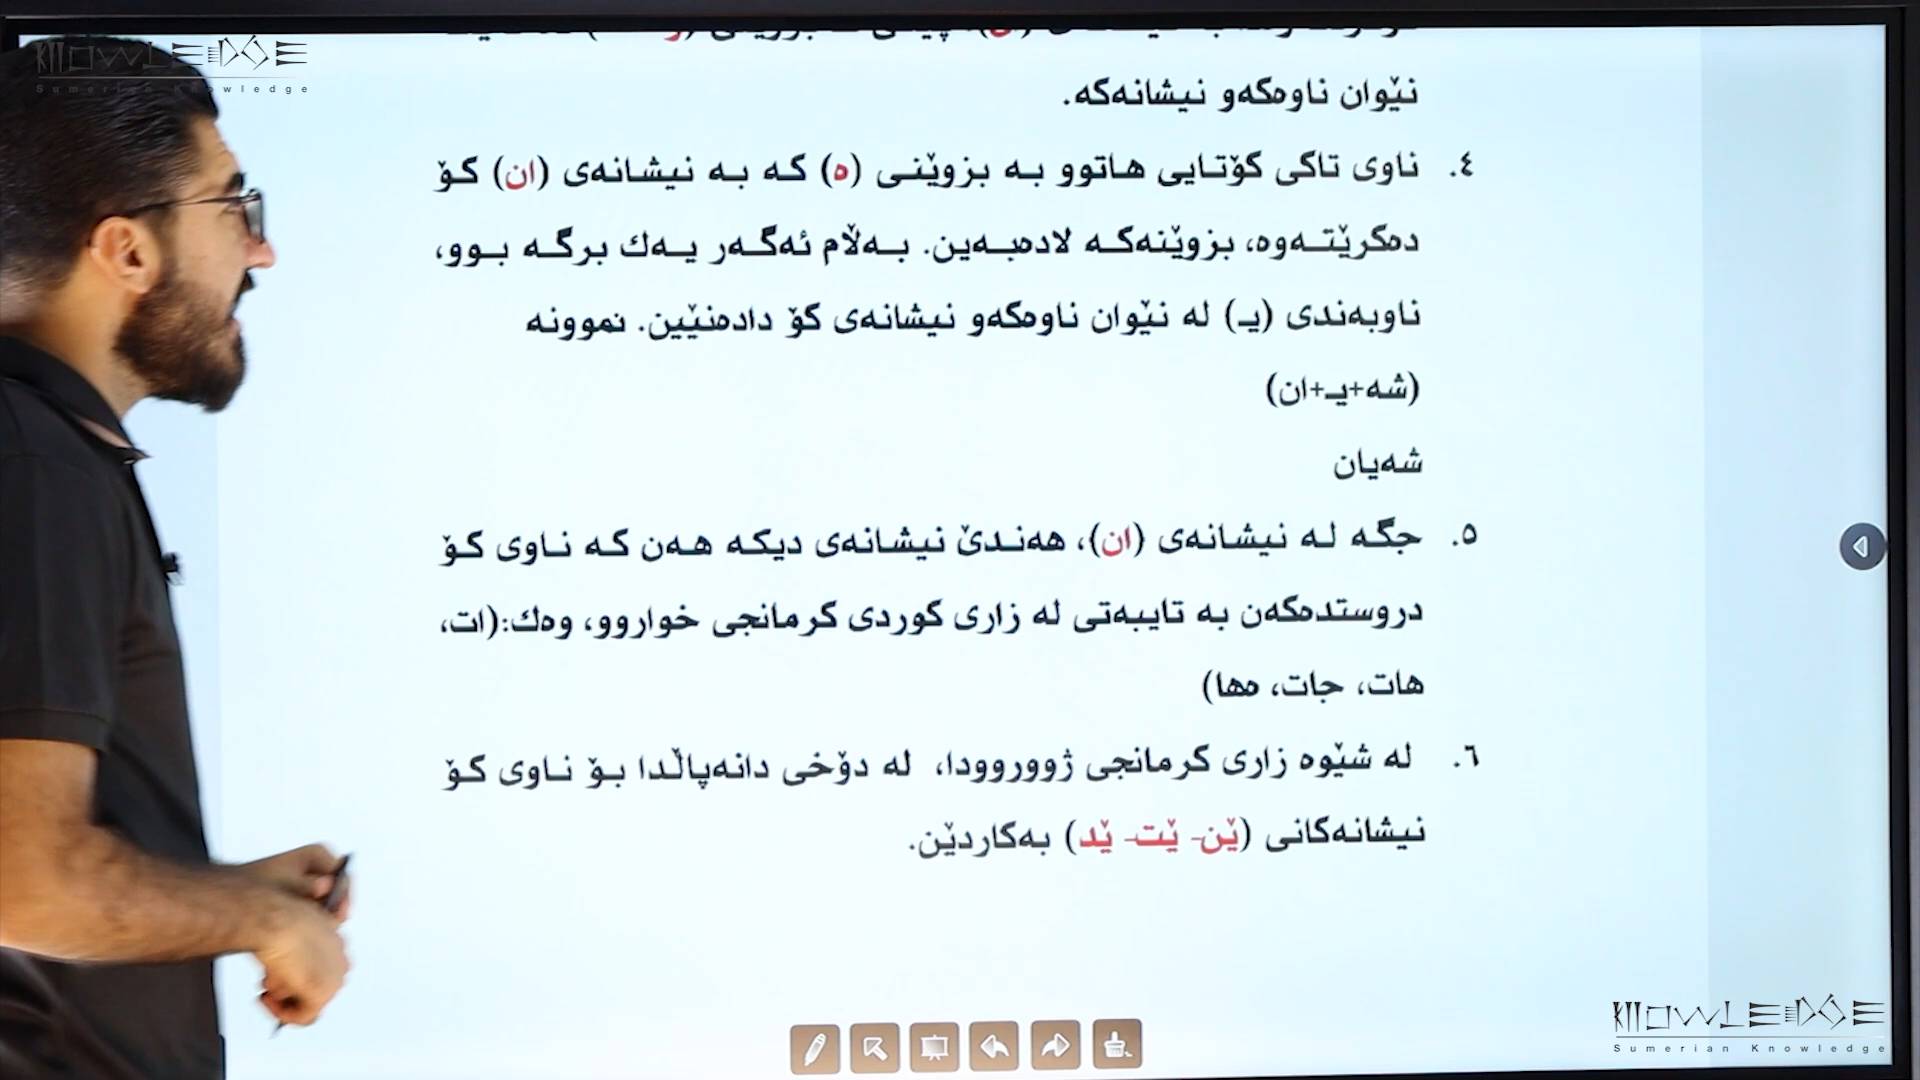 KNOWLEDGE
Sumerian Knowledge
نێوان ناوەکەو نیشانەکە.
٤. ناوی تاکی کۆتایی هاتوو بە بزوێنی (ە) کە بە نیشانەی (ان) کۆ
دەکرێتەوە، بزوێنەکە لادەبەین. بەڵام ئەگەر یەك برگە بوو،
ناوبەندی (یـ) لە نێوان ناوەکەو نیشانەی کۆ دادەنێین. نموونە
(شە+یـ+ان)
شەیان
٥. جگە لە نیشانەی (ان)، هەندێ نیشانەی دیکە هەن کە ناوی کۆ
دروستدەکەن بە تایبەتی لە زاری کوردی کرمانجی خواروو، وەك:(ات،
هات، جات، ەها)
٦. لە شێوە زاری کرمانجی ژووروودا، لە دۆخی دانەپاڵدا بۆ ناوی کۆ
نیشانەکانی (ێن- ێت- ێد) بەکاردێن.
KNOWLEDGE
Sumerian Knowledge